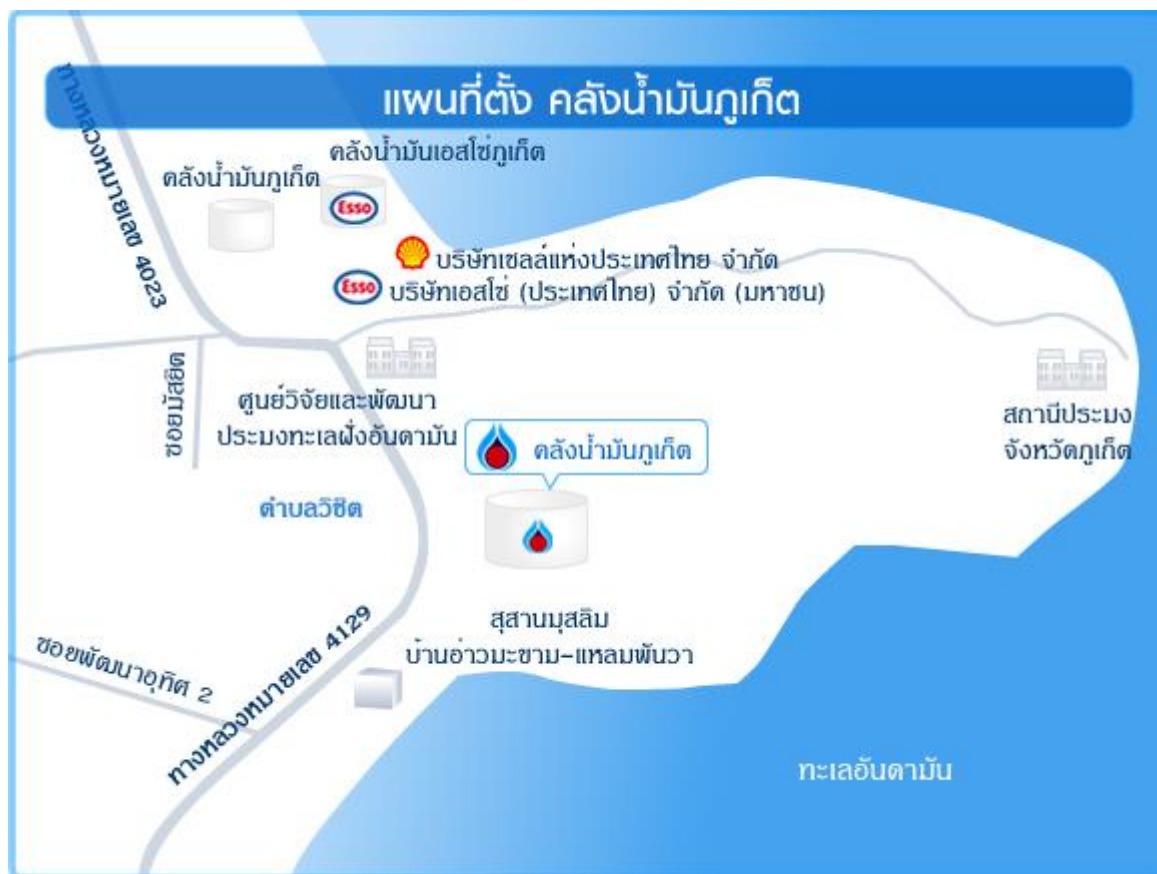 แผนที่ตั้ง คลังน้ำมันภูเก็ต
ทางหลวงหมายเลข 4023
คลังน้ำมันเอสโซ่ภูเก็ต
คลังน้ำมันภูเก็ต
Esso
บริษัทเชลล์แห่งประเทศไทย จำกัด
Esso บริษัทเอสโซ่ (ประเทศไทย) จำกัด (มหาชน)
ซอยมัสยิด
ศูนย์วิจัยและพัฒนา
ประมงทะเลฝั่งอันดามัน
สถานีประมง
จังหวัดภูเก็ต
คลังน้ำมันภูเก็ต
ตำบลวิชิต
สุสานมุสลิม
บ้านอ่าวมะขาม-แหลมพันวา
ซอยพัฒนาอุทิศ 2
ทางหลวงหมายเลข 4129
ทะเลอันดามัน